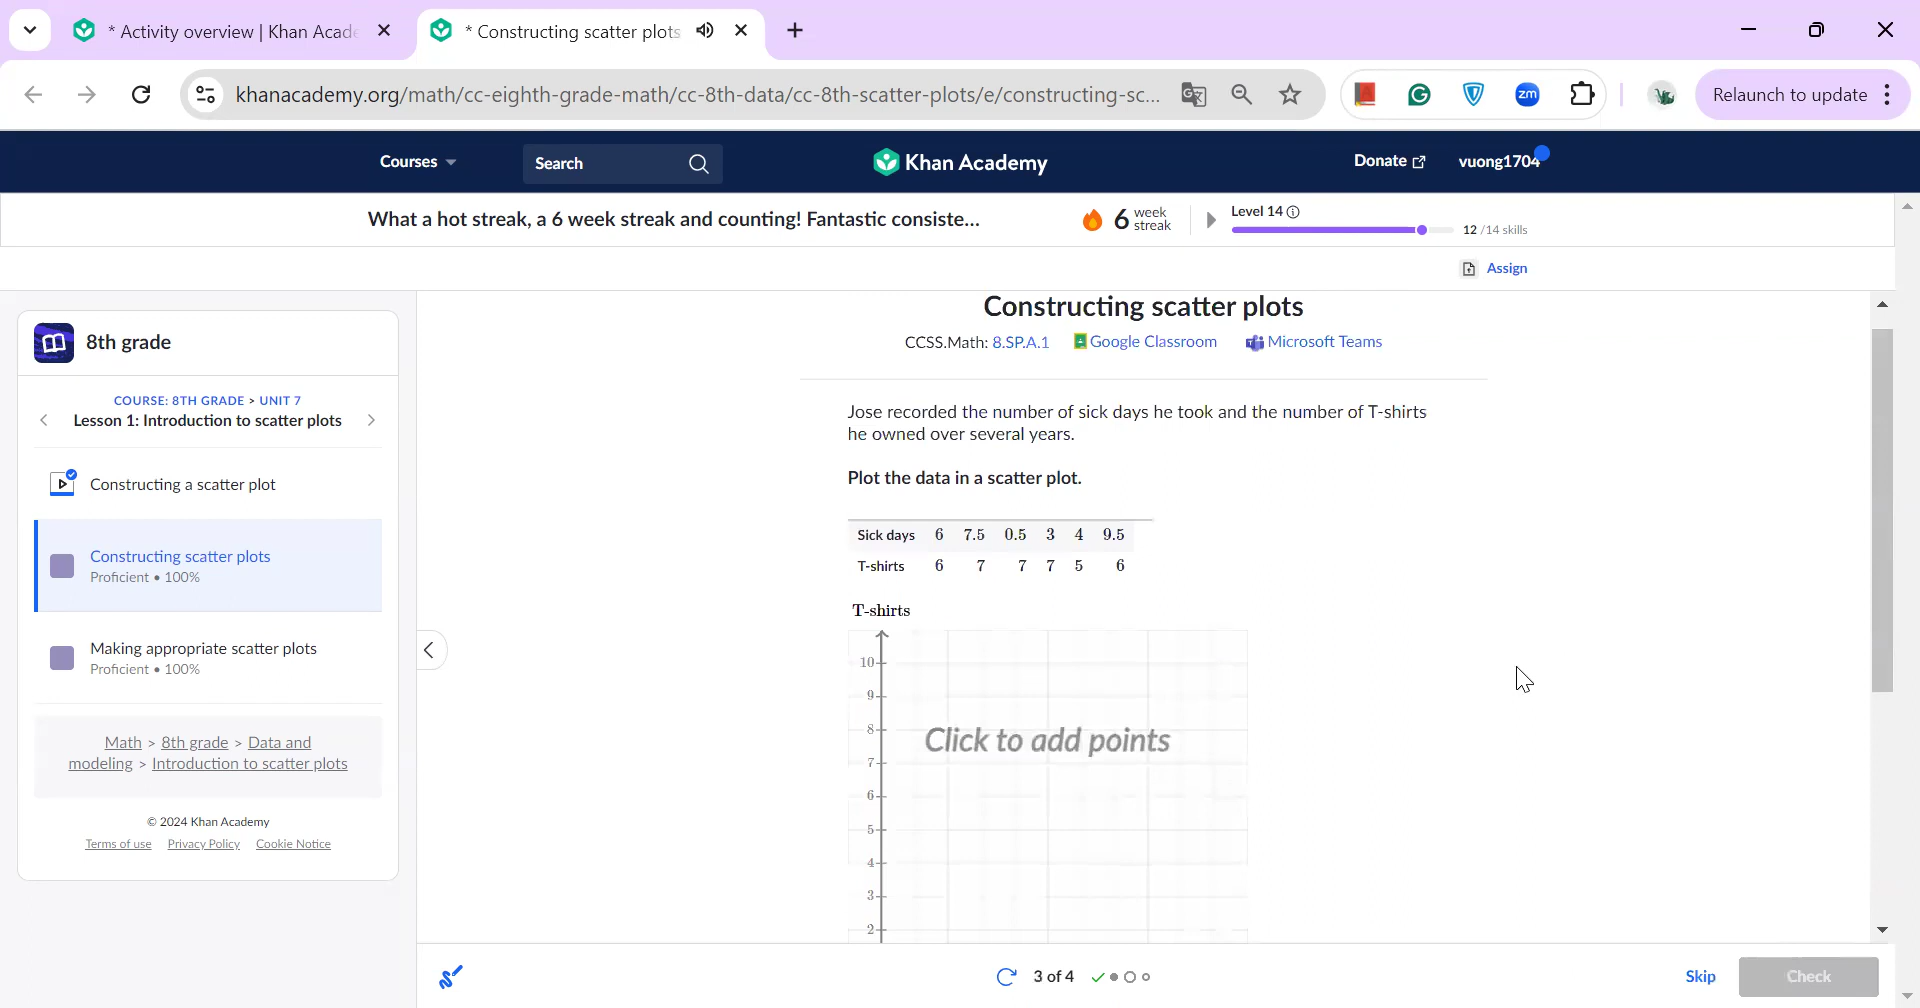 * Activity overview | Khan Acade
* Constructing scatter plots
khanacademy.org/math/cc-eighth-grade-math/cc-8th-data/cc-8th-scatter-plots/e/constructing-sc...
zm
Relaunch to update
Courses
Search
Khan Academy
Donate
vuong1704
What a hot streak, a 6 week streak and counting! Fantastic consiste...
6 week streak
Level 14
12 /14 skills
Assign
8th grade
COURSE: 8TH GRADE > UNIT 7
Lesson 1: Introduction to scatter plots
Constructing a scatter plot
Constructing scatter plots
Proficient • 100%
Making appropriate scatter plots
Proficient • 100%
Math > 8th grade > Data and
modeling > Introduction to scatter plots
© 2024 Khan Academy
Terms of use Privacy Policy Cookie Notice
Constructing scatter plots
CCSS.Math: 8.SP.A.1 Google Classroom Microsoft Teams
Jose recorded the number of sick days he took and the number of T-shirts
he owned over several years.
Plot the data in a scatter plot.
Sick days 6 7.5 0.5 3 4 9.5
T-shirts 6 7 7 7 5 6
T-shirts
10
9
8
Click to add points
7
6
5
4
3
2
3 of 4
Skip
Check